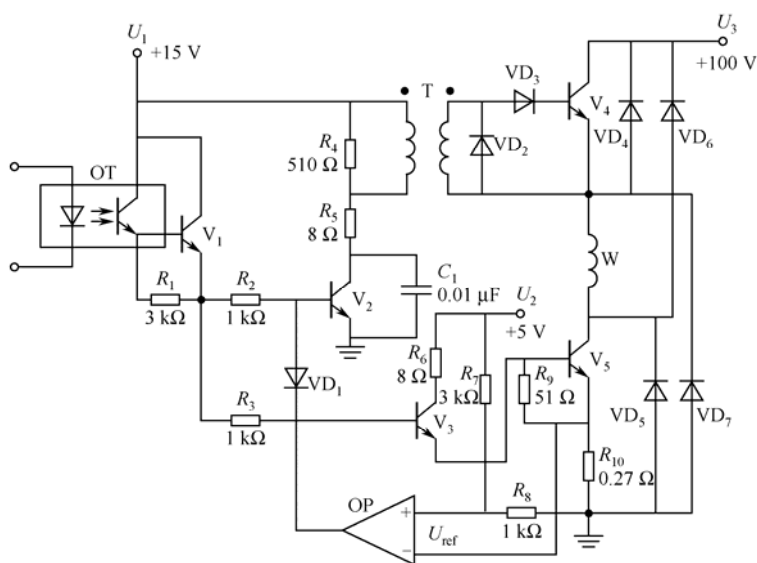 U₁
+15 V
U₃
+100 V
T
VD₃
V₄
VD₄
VD₆
VD₂
R₄
510 Ω
OT
V₁
R₅
8 Ω
W
R₁
3 kΩ
R₂
1 kΩ
V₂
C₁
0.01 μF
U₂
+5 V
VD₁
R₆
8 Ω
R₇
3 kΩ
R₉
51 Ω
V₅
VD₅
VD₇
R₃
1 kΩ
V₃
R₁₀
0.27 Ω
OP
+
−
U_ref
R₈
1 kΩ